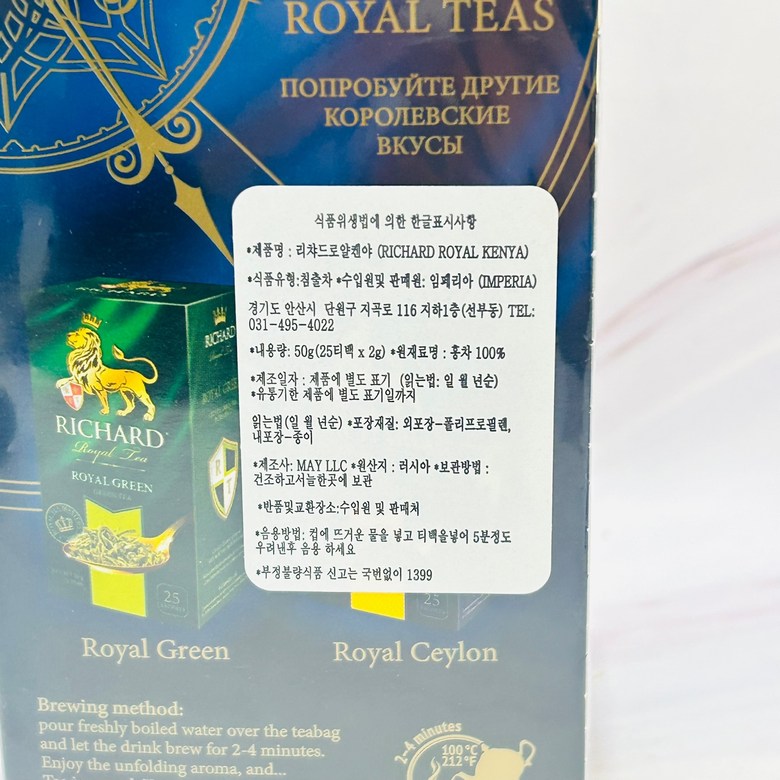 ROYAL TEAS
ПОПРОБУЙТЕ ДРУГИЕ
КОРОЛЕВСКИЕ
ВКУСЫ
식품위생법에 의한 한글표시사항
*제품명 : 리챠드로얄켄야 (RICHARD ROYAL KENYA)
*식품유형:침출차 *수입원및 판매원: 임페리아 (IMPERIA)
경기도 안산시 단원구 지곡로 116 지하1층(선부동) TEL:
031-495-4022
*내용량: 50g(25티백 x 2g) *원재료명 : 홍차 100%
*제조일자 : 제품에 별도 표기 (읽는법: 일 월 년순)
*유통기한 제품에 별도 표기일까지
읽는법(일 월 년순) *포장재질: 외포장-폴리프로필렌,
내포장-종이
*제조사: MAY LLC *원산지 : 러시아 *보관방법 :
건조하고서늘한곳에 보관
*반품및교환장소:수입원 및 판매처
*음용방법: 컵에 뜨거운 물을 넣고 티백을넣어 5분정도
우려낸후 음용 하세요
*부정불량식품 신고는 국번없이 1399
RICHARD
RICHARD
Royal Tea
ROYAL GREEN
ROYAL GREEN
25
25
Royal Green
Royal Ceylon
Brewing method:
pour freshly boiled water over the teabag
and let the drink brew for 2-4 minutes.
Enjoy the unfolding aroma, and...
2-4 minutes
100°C
212°F